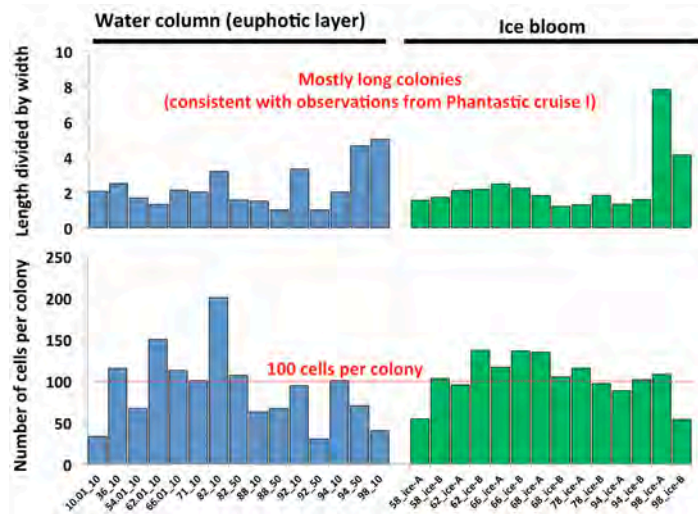 Water column (euphotic layer)
Ice bloom
Length divided by width
10
8
6
4
2
0
Mostly long colonies
(consistent with observations from Phantastic cruise I)
Number of cells per colony
250
200
150
100
50
0
100 cells per colony
10.01_10
36_10
54.01_10
62.01_10
66.01_10
71_10
82_10
82_50
88_10
88_50
92_10
92_50
94_10
94_50
98_10
58_ice-A
58_ice-B
62_ice-A
62_ice-B
66_ice-A
66_ice-B
68_ice-A
68_ice-B
78_ice-A
78_ice-B
94_ice-A
94_ice-B
98_ice-A
98_ice-B